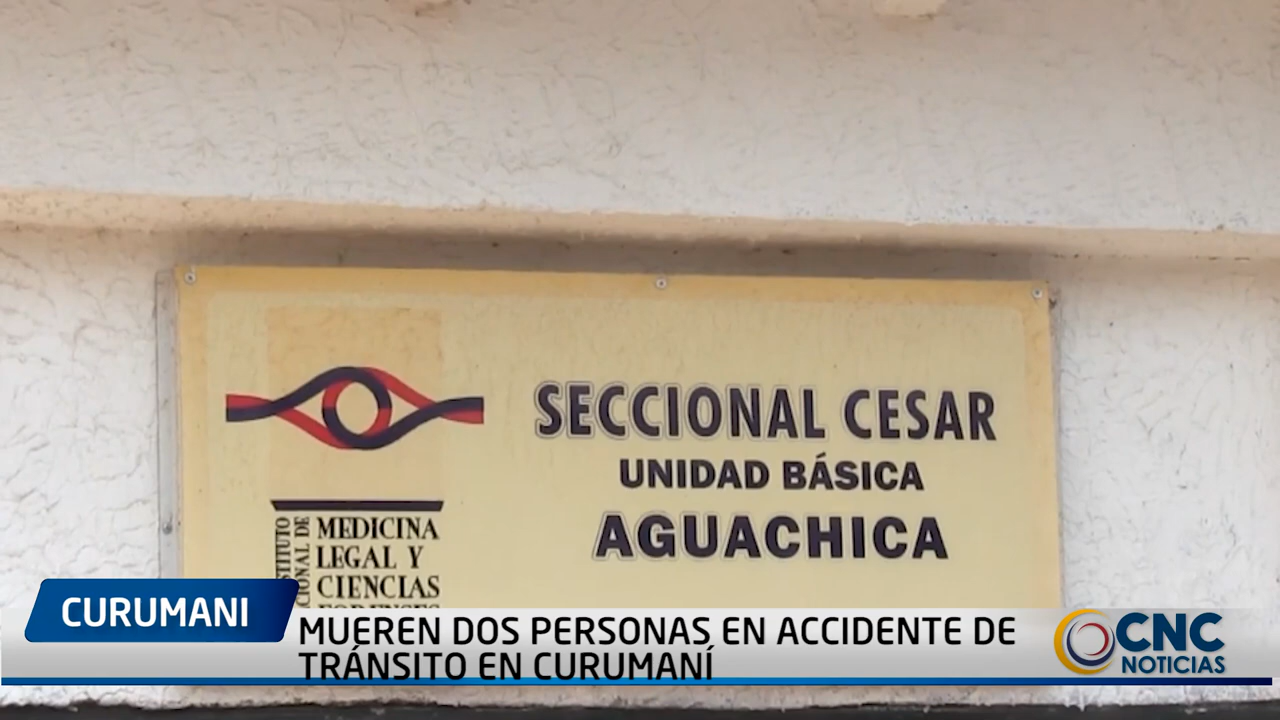 SECCIONAL CESAR
UNIDAD BÁSICA
AGUACHICA
MEDICINA
LEGAL Y
CIENCIAS
CURUMANI
MUEREN DOS PERSONAS EN ACCIDENTE DE
TRÁNSITO EN CURUMANÍ
CNC
NOTICIAS